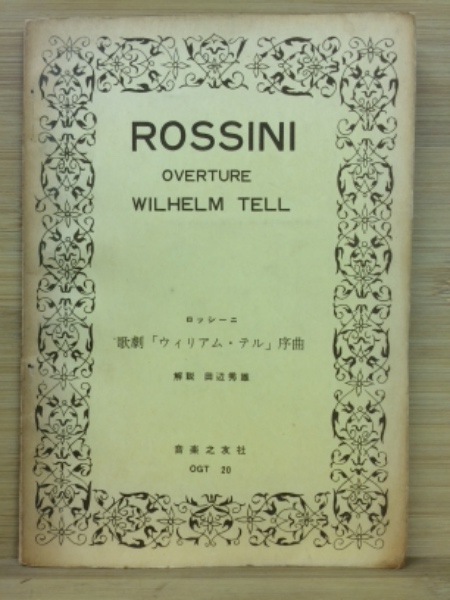 ROSSINI
OVERTURE
WILHELM TELL
ロッシーニ
歌劇「ウィリアム・テル」序曲
解説 田辺秀雄
音楽之友社
OGT 20